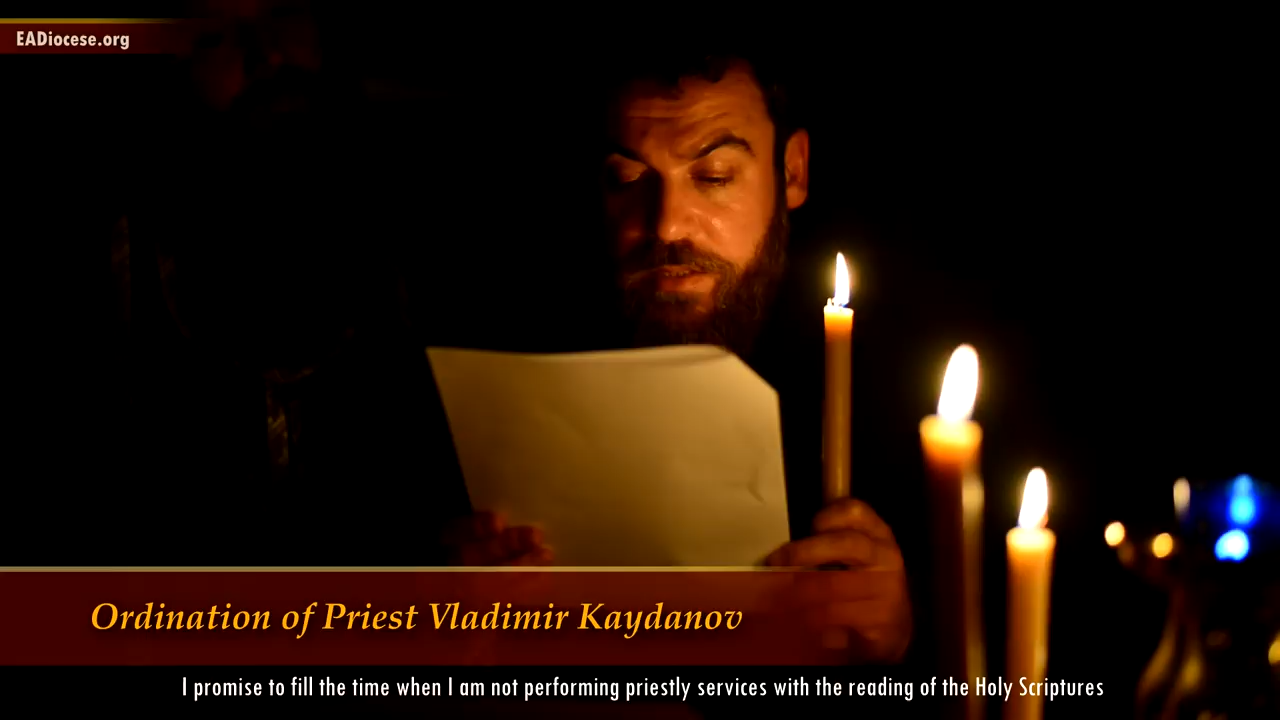 EADiocese.org
Ordination of Priest Vladimir Kaydanov
I promise to fill the time when I am not performing priestly services with the reading of the Holy Scriptures